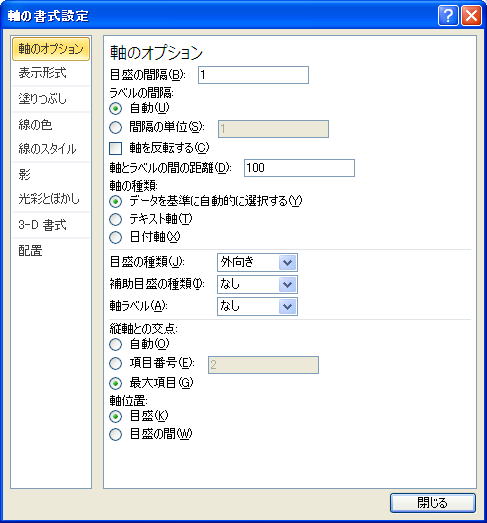 軸の書式設定
軸のオプション
表示形式
塗りつぶし
線の色
線のスタイル
影
光彩とぼかし
3-D 書式
配置
軸のオプション
目盛の間隔(B): 1
ラベルの間隔:
自動(U)
間隔の単位(S): 1
軸を反転する(C)
軸とラベルの間の距離(D): 100
軸の種類:
データを基準に自動的に選択する(Y)
テキスト軸(T)
日付軸(X)
目盛の種類(J): 外向き
補助目盛の種類(I): なし
軸ラベル(A): なし
縦軸との交点:
自動(O)
項目番号(E): 2
最大項目(G)
軸位置:
目盛(K)
目盛の間(W)
閉じる